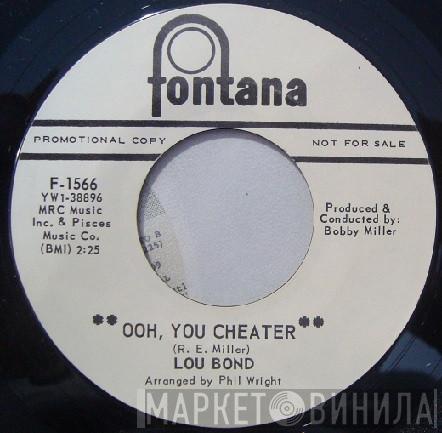 fontana
PROMOTIONAL COPY
NOT FOR SALE
F-1566
YW1-38896
MRC Music
Inc. & Pisces
Music Co.
(BMI) 2:25
Produced &
Conducted by:
Bobby Miller
**OOH, YOU CHEATER**
(R. E. Miller)
LOU BOND
Arranged by Phil Wright
МАРКЕТ ВИНИЛА